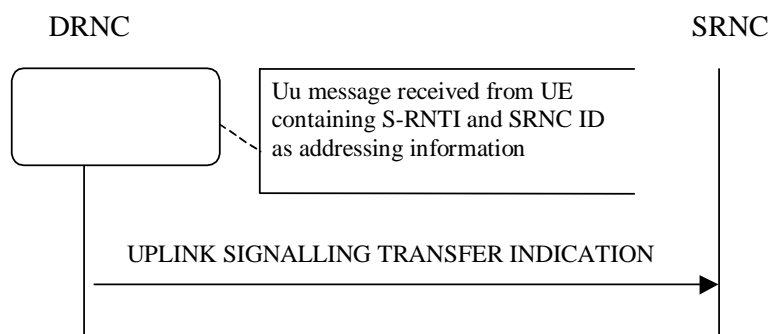 DRNC
SRNC
Uu message received from UE
containing S-RNTI and SRNC ID
as addressing information
UPLINK SIGNALLING TRANSFER INDICATION